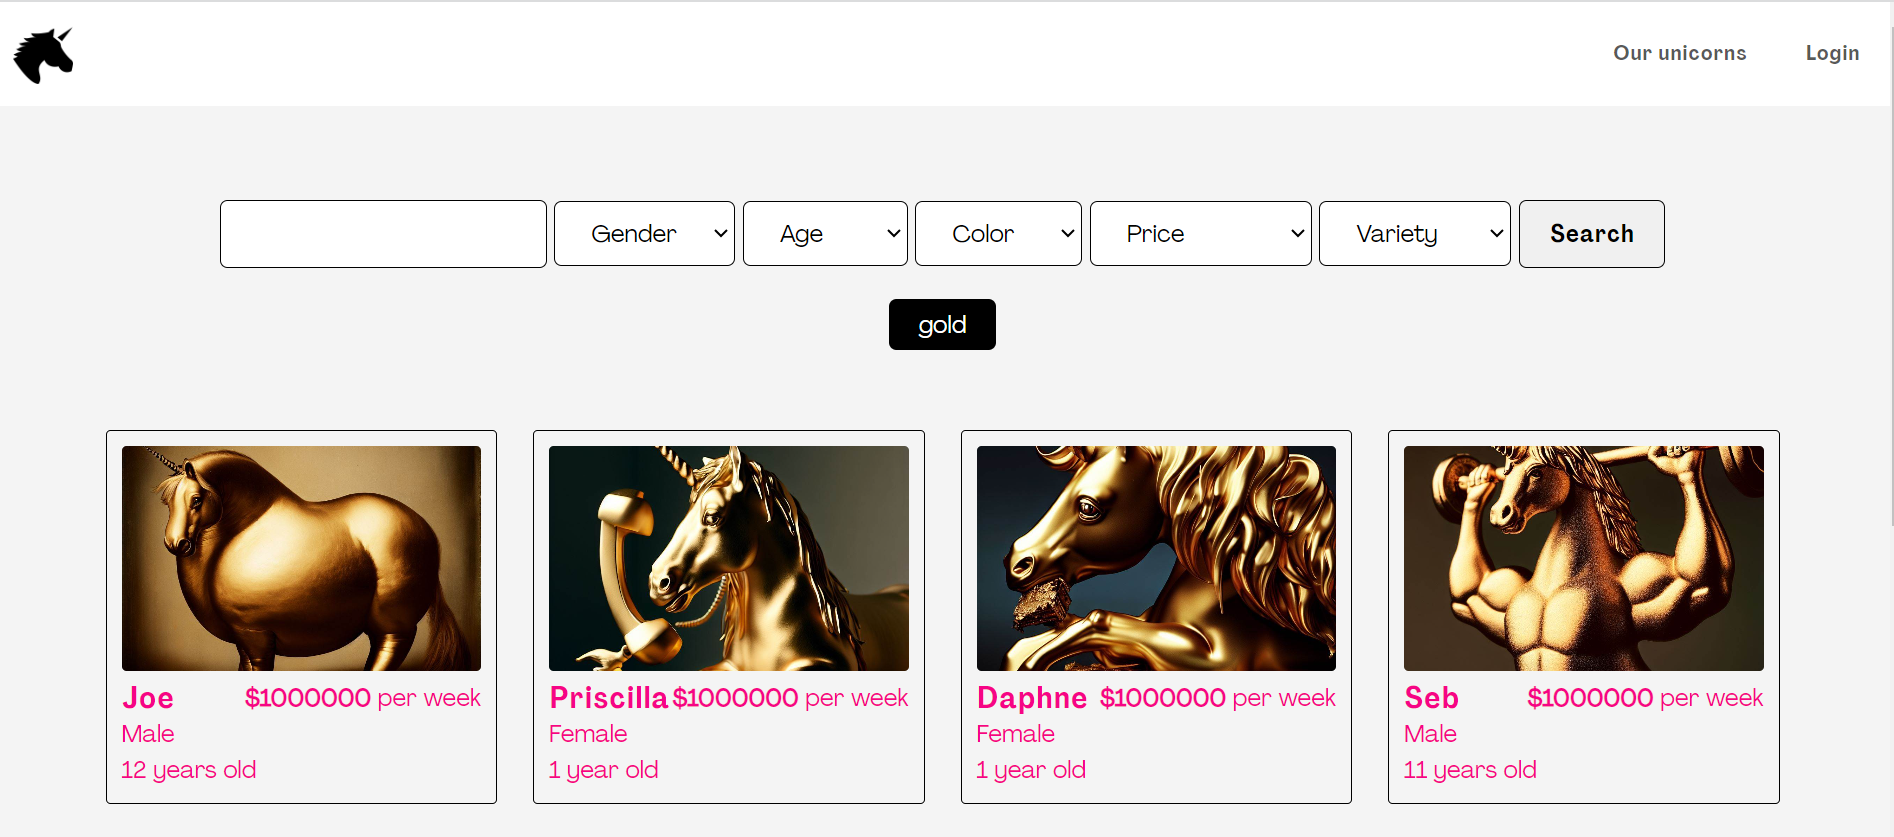 Our unicorns Login
Gender Age Color Price Variety Search
gold
Joe $1000000 per week
Male
12 years old
Priscilla $1000000 per week
Female
1 year old
Daphne $1000000 per week
Female
1 year old
Seb $1000000 per week
Male
11 years old